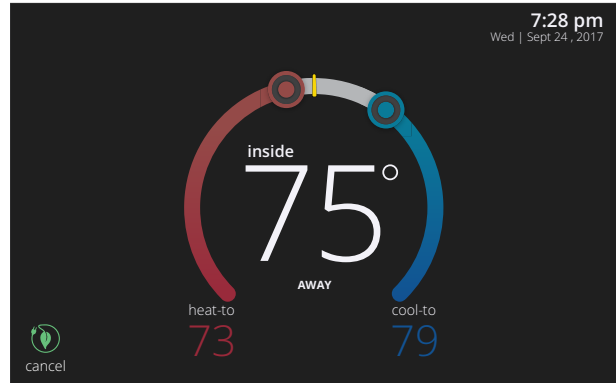 7:28 pm
Wed | Sept 24 , 2017
inside
75°
AWAY
heat-to
cool-to
73
79
cancel